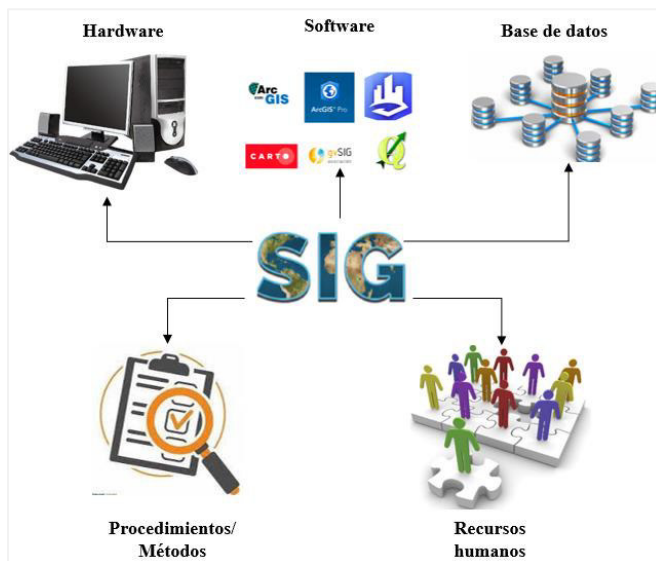 Hardware
Software
Base de datos
Arc
GIS
ArcGIS Pro
CARTO
gvSIG
SIG
Procedimientos/
Métodos
Recursos
humanos